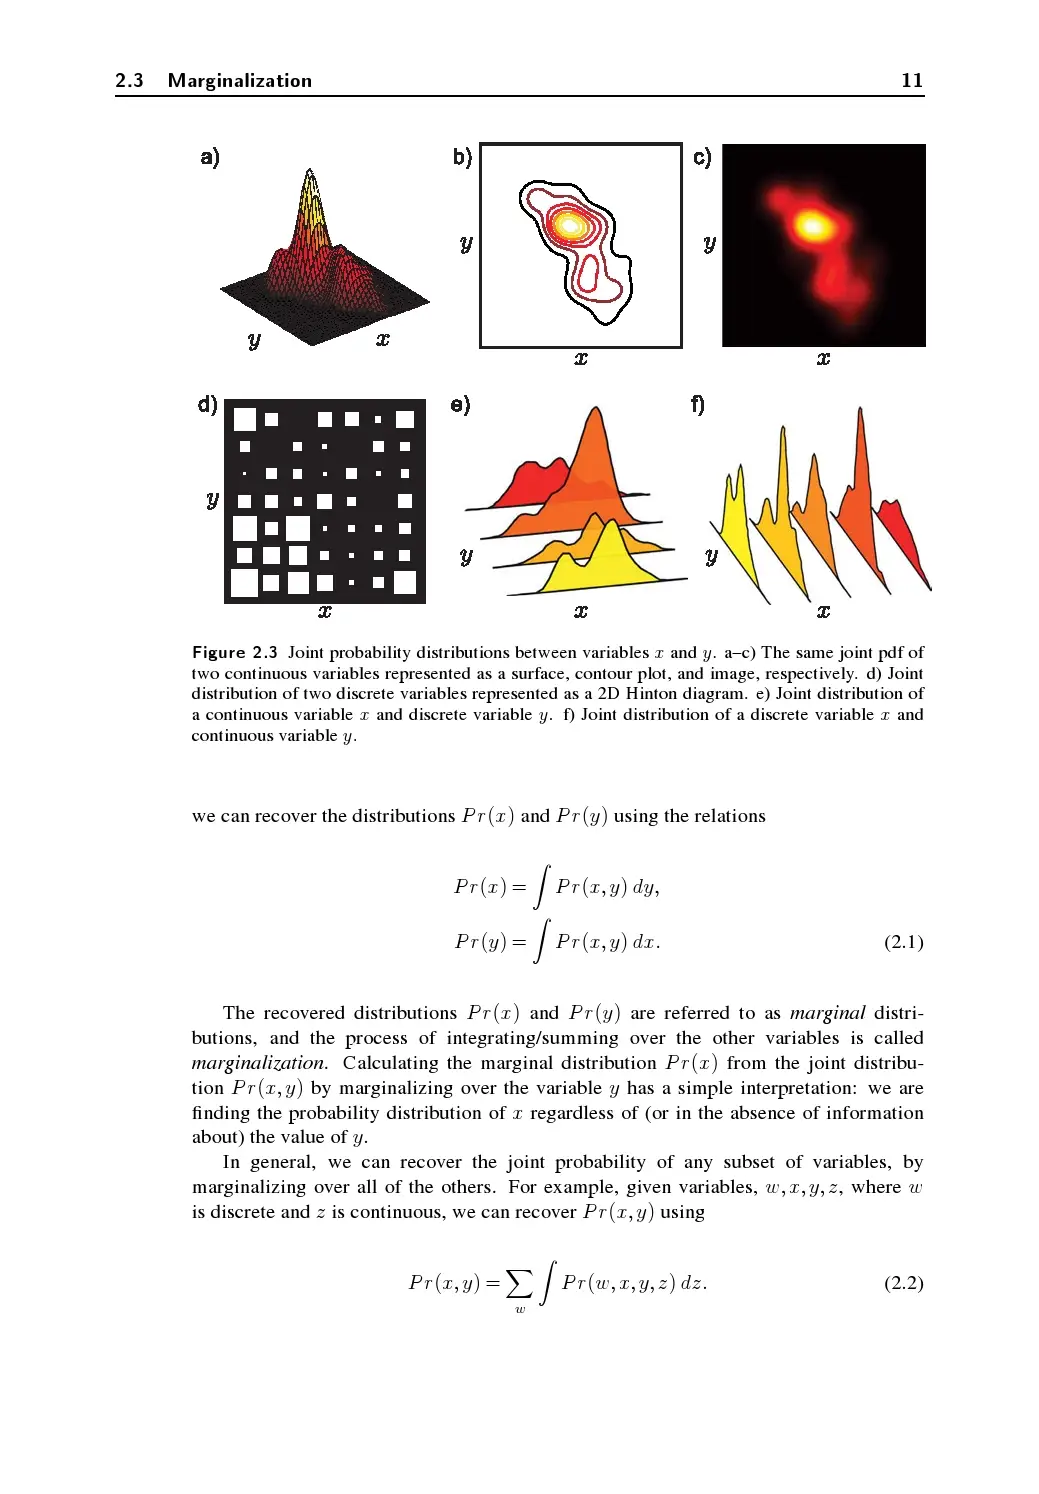 2.3 Marginalization 11
a) b) c)
y y
y x x x
d) e) f)
y y y
x x x
Figure 2.3 Joint probability distributions between variables x and y. a–c) The same joint pdf of
two continuous variables represented as a surface, contour plot, and image, respectively. d) Joint
distribution of two discrete variables represented as a 2D Hinton diagram. e) Joint distribution of
a continuous variable x and discrete variable y. f) Joint distribution of a discrete variable x and
continuous variable y.
we can recover the distributions Pr(x) and Pr(y) using the relations
Pr(x) = ∫ Pr(x, y) dy,
Pr(y) = ∫ Pr(x, y) dx. (2.1)
The recovered distributions Pr(x) and Pr(y) are referred to as marginal distri-
butions, and the process of integrating/summing over the other variables is called
marginalization. Calculating the marginal distribution Pr(x) from the joint distribu-
tion Pr(x, y) by marginalizing over the variable y has a simple interpretation: we are
finding the probability distribution of x regardless of (or in the absence of information
about) the value of y.
In general, we can recover the joint probability of any subset of variables, by
marginalizing over all of the others. For example, given variables, w, x, y, z, where w
is discrete and z is continuous, we can recover Pr(x, y) using
Pr(x, y) = ∑ ∫ Pr(w, x, y, z) dz. (2.2)
w